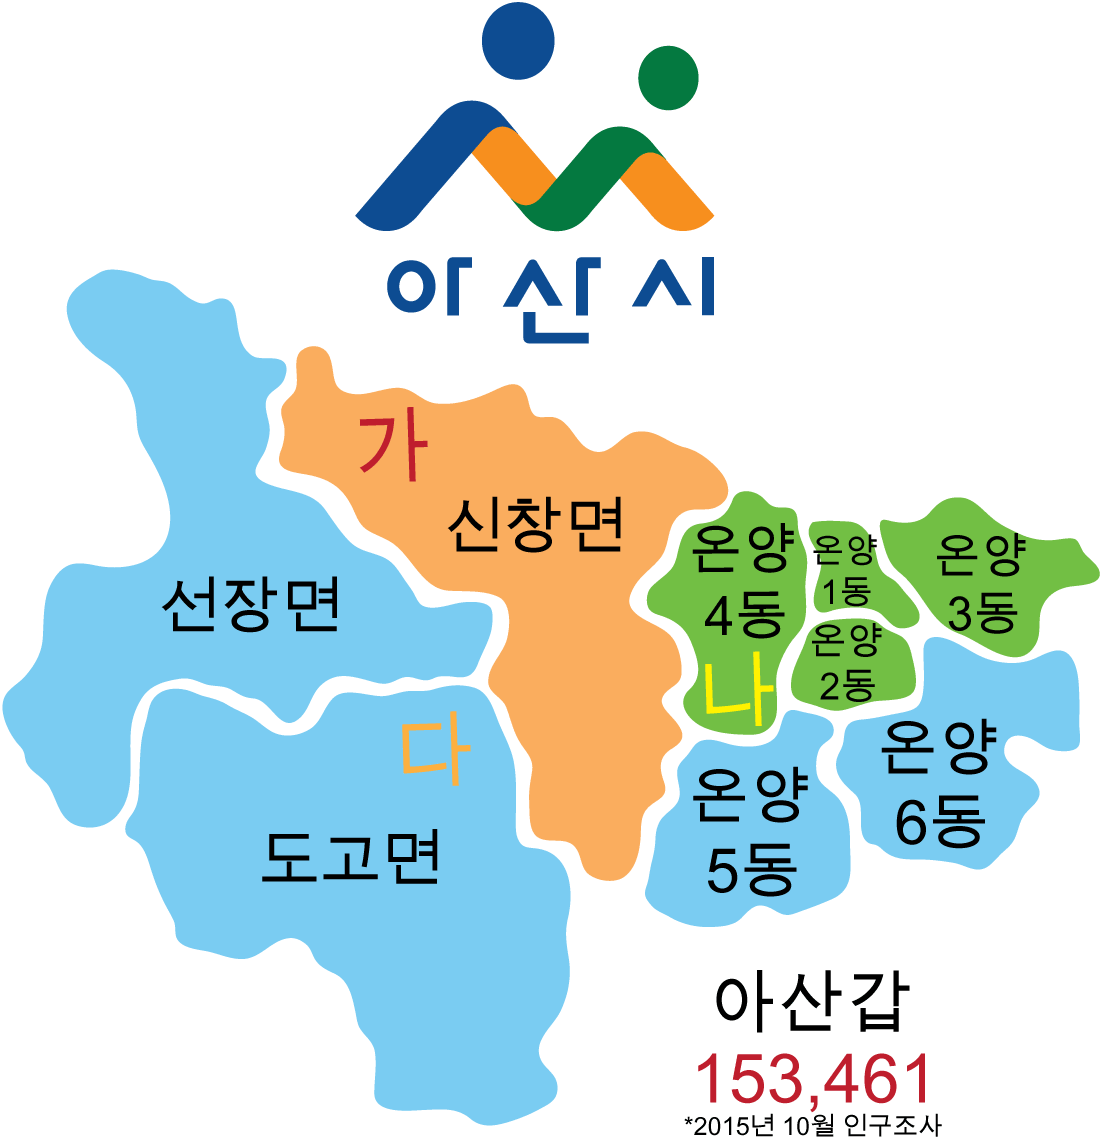 아산시
가
신창면
선장면
온양
4동
나
온양
1동
온양
2동
온양
3동
다
도고면
온양
5동
온양
6동
아산갑
153,461
*2015년 10월 인구조사